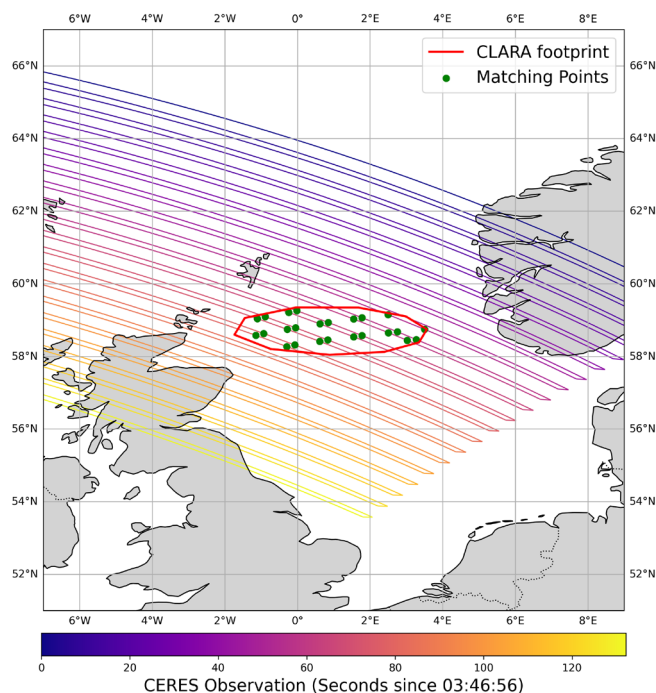 6°W 4°W 2°W 0° 2°E 4°E 6°E 8°E
CLARA footprint
Matching Points
66°N 66°N
64°N 64°N
62°N 62°N
60°N 60°N
58°N 58°N
56°N 56°N
54°N 54°N
52°N 52°N
6°W 4°W 2°W 0° 2°E 4°E 6°E 8°E
0 20 40 60 80 100 120
CERES Observation (Seconds since 03:46:56)